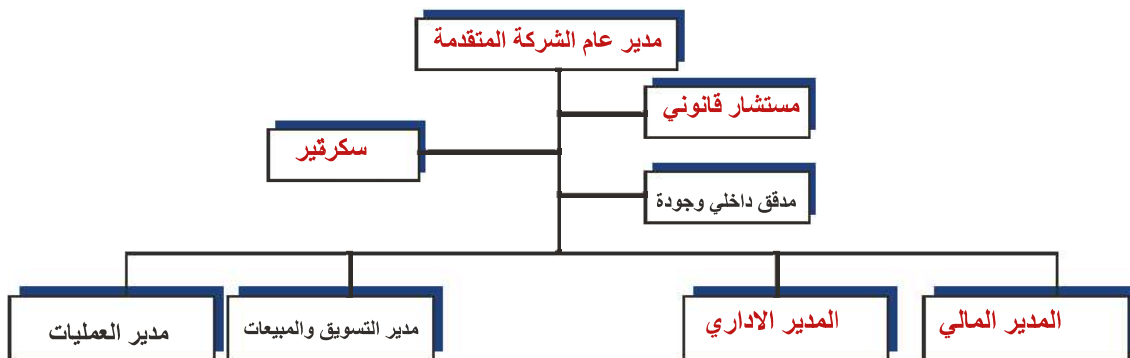 مدير عام الشركة المتقدمة
مستشار قانوني
سكرتير
مدقق داخلي وجودة
المدير المالي
المدير الاداري
مدير التسويق والمبيعات
مدير العمليات